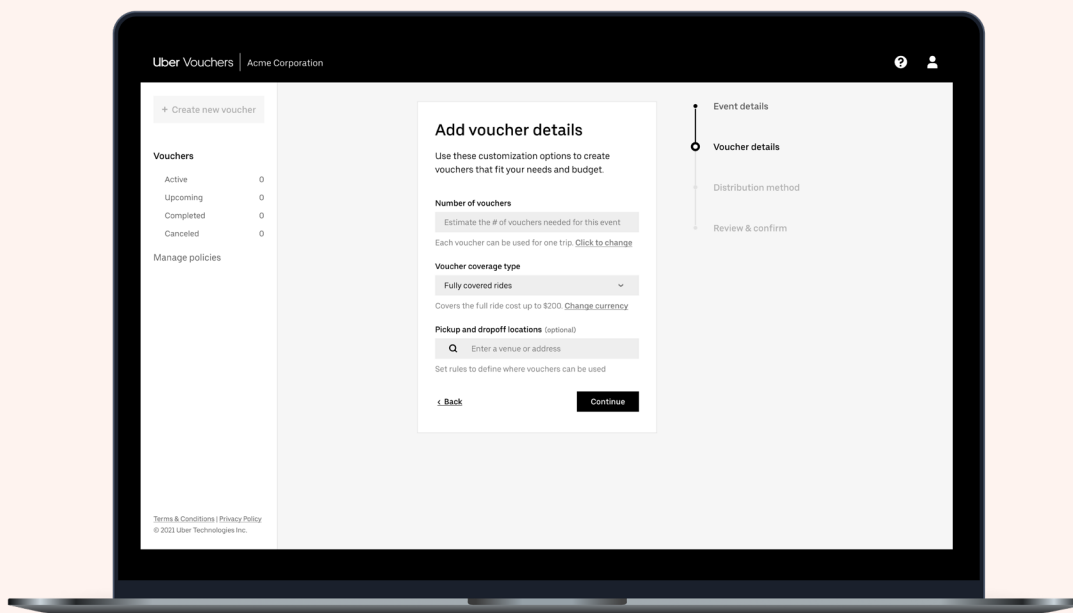 Uber Vouchers | Acme Corporation
+ Create new voucher
Vouchers
Active 0
Upcoming 0
Completed 0
Canceled 0
Manage policies
Terms & Conditions | Privacy Policy
© 2021 Uber Technologies Inc.
Add voucher details
Use these customization options to create
vouchers that fit your needs and budget.
Number of vouchers
Estimate the # of vouchers needed for this event
Each voucher can be used for one trip. Click to change
Voucher coverage type
Fully covered rides
Covers the full ride cost up to $200. Change currency
Pickup and dropoff locations (optional)
Enter a venue or address
Set rules to define where vouchers can be used
< Back
Continue
Event details
Voucher details
Distribution method
Review & confirm